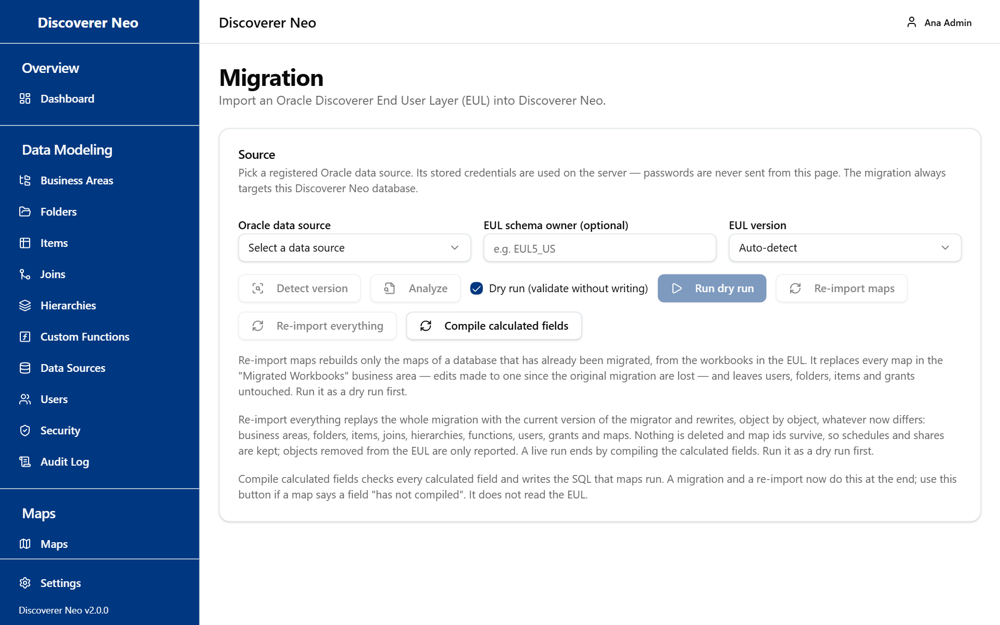 Discoverer Neo
Discoverer Neo
Ana Admin
Overview
Dashboard
Data Modeling
Business Areas
Folders
Items
Joins
Hierarchies
Custom Functions
Data Sources
Users
Security
Audit Log
Maps
Maps
Settings
Discoverer Neo v2.0.0
Migration
Import an Oracle Discoverer End User Layer (EUL) into Discoverer Neo.
Source
Pick a registered Oracle data source. Its stored credentials are used on the server — passwords are never sent from this page. The migration always
targets this Discoverer Neo database.
Oracle data source
EUL schema owner (optional)
EUL version
Select a data source
e.g. EUL5_US
Auto-detect
Detect version
Analyze
Dry run (validate without writing)
Run dry run
Re-import maps
Re-import everything
Compile calculated fields
Re-import maps rebuilds only the maps of a database that has already been migrated, from the workbooks in the EUL. It replaces every map in the
"Migrated Workbooks" business area — edits made to one since the original migration are lost — and leaves users, folders, items and grants
untouched. Run it as a dry run first.
Re-import everything replays the whole migration with the current version of the migrator and rewrites, object by object, whatever now differs:
business areas, folders, items, joins, hierarchies, functions, users, grants and maps. Nothing is deleted and map ids survive, so schedules and shares
are kept; objects removed from the EUL are only reported. A live run ends by compiling the calculated fields. Run it as a dry run first.
Compile calculated fields checks every calculated field and writes the SQL that maps run. A migration and a re-import now do this at the end; use this
button if a map says a field "has not compiled". It does not read the EUL.